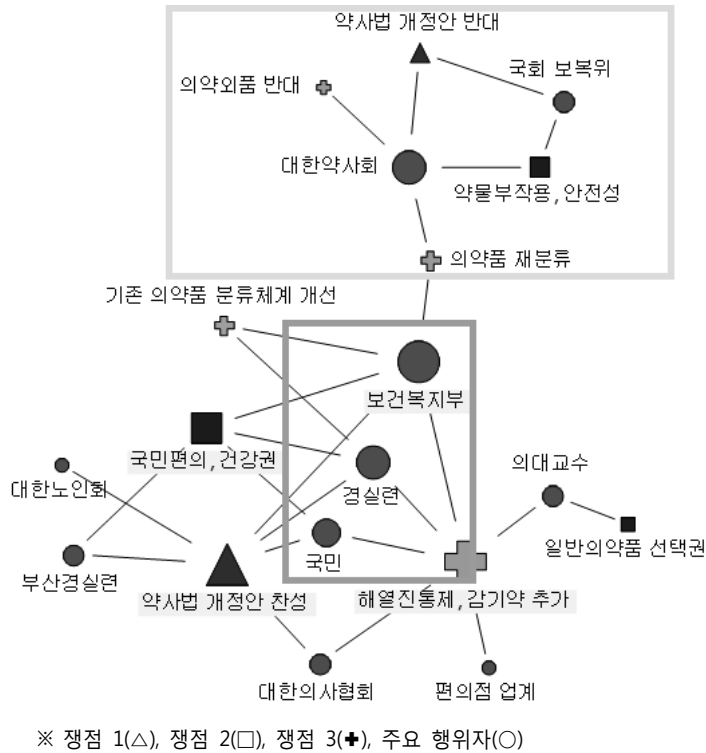 약사법 개정안 반대
국회 보복위
의약외품 반대
대한약사회
약물부작용,안전성
의약품 재분류
기존 의약품 분류체계 개선
보건복지부
국민편의,건강권
의대교수
대한노인회
경실련
일반의약품 선택권
국민
부산경실련
약사법 개정안 찬성
해열진통제,감기약 추가
대한의사협회
편의점 업계
※ 쟁점 1(△), 쟁점 2(□), 쟁점 3(✚), 주요 행위자(○)